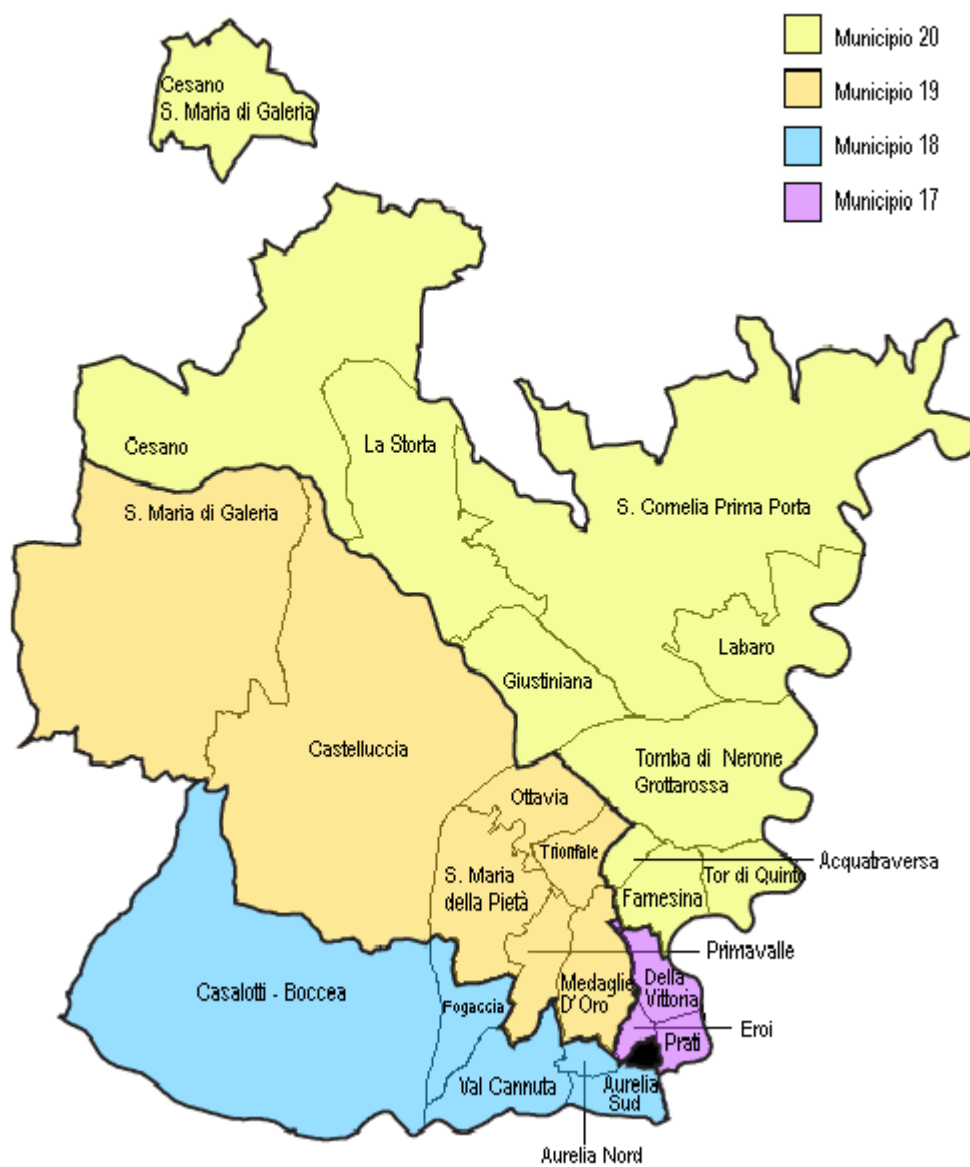 Municipio 20
Municipio 19
Municipio 18
Municipio 17
Cesano
S. Maria di Galeria
Cesano
La Storta
S. Maria di Galeria
S. Cornelia Prima Porta
Labaro
Giustiniana
Castelluccia
Tomba di Nerone
Grottarossa
Ottavia
Trionfale
Acquatraversa
S. Maria
della Pietà
Farnesina
Tor di Quinto
Primavalle
Casalotti - Boccea
Fogaccia
Medaglie
D'Oro
Della
Vittoria
Eroi
Prati
Val Cannuta
Aurelia
Sud
Aurelia Nord